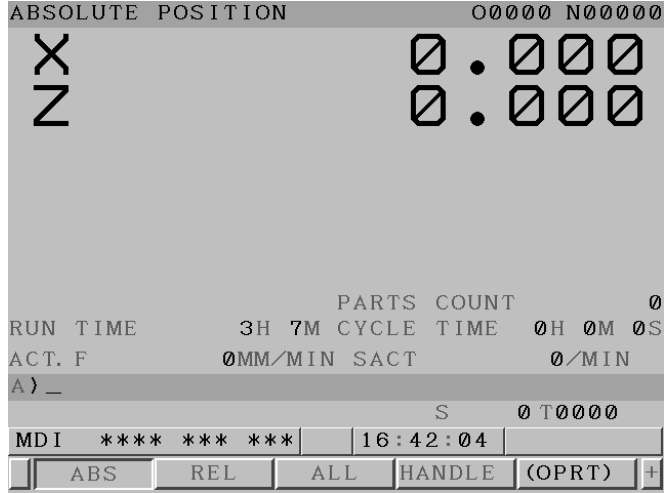 ABSOLUTE POSITION O0000 N00000
X 0.000
Z 0.000
PARTS COUNT 0
RUN TIME 3H 7M CYCLE TIME 0H 0M 0S
ACT.F 0MM/MIN SACT 0/MIN
A)_
S 0 T0000
MDI **** *** *** 16:42:04
ABS REL ALL HANDLE (OPRT) +